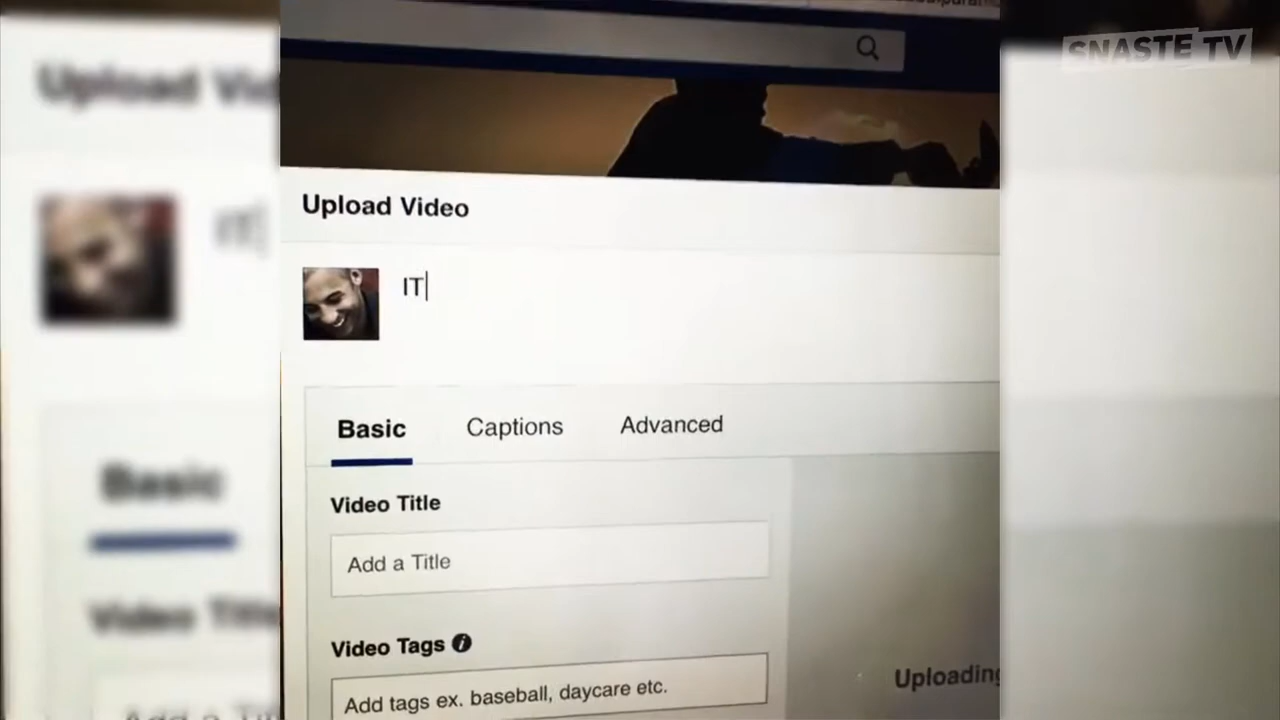 SNASTE TV
Upload Video
IT
Basic Captions Advanced
Video Title
Add a Title
Video Tags
Add tags ex. baseball, daycare etc.
Uploading